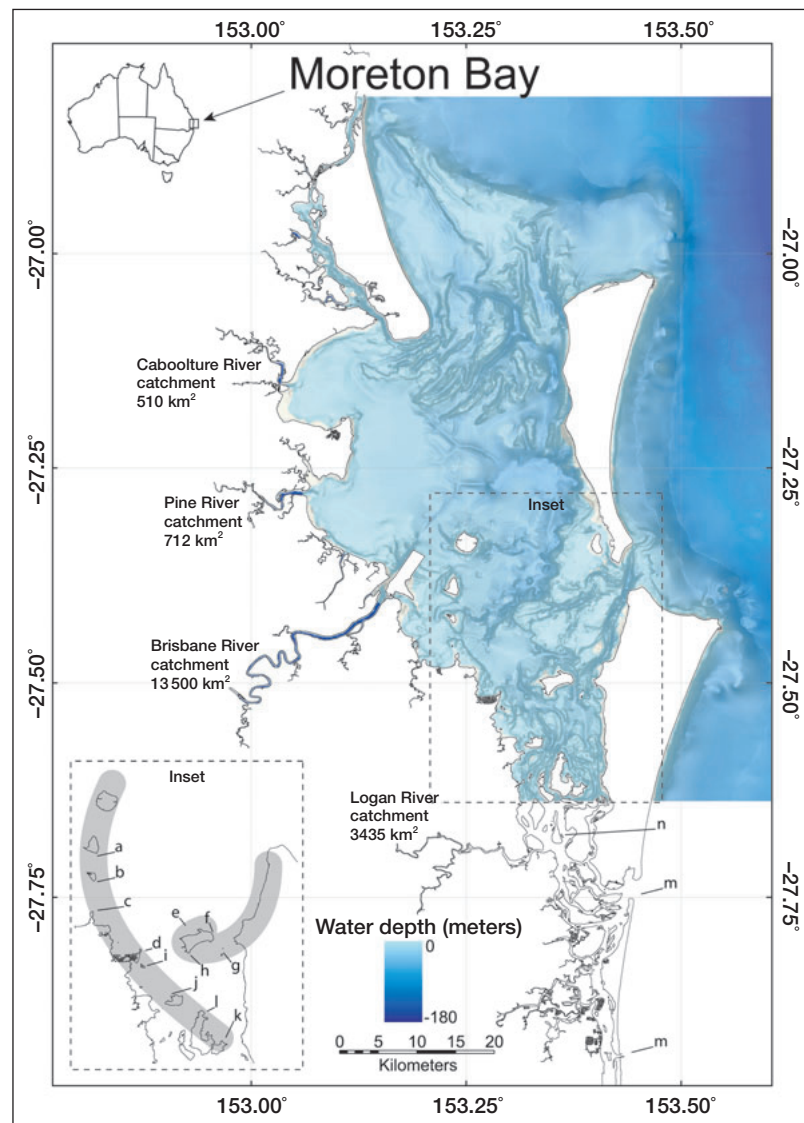 153.00°
153.25°
153.50°
Moreton Bay
−27.00°
−27.00°
Caboolture River
catchment
510 km²
−27.25°
−27.25°
Inset
Pine River
catchment
712 km²
Brisbane River
catchment
13 500 km²
−27.50°
−27.50°
Inset
Logan River
catchment
3435 km²
n
a
b
m
c
−27.75°
−27.75°
e
f
Water depth (meters)
d
i
h
g
0
j
l
k
-180
m
0
5
10
15
20
Kilometers
153.00°
153.25°
153.50°